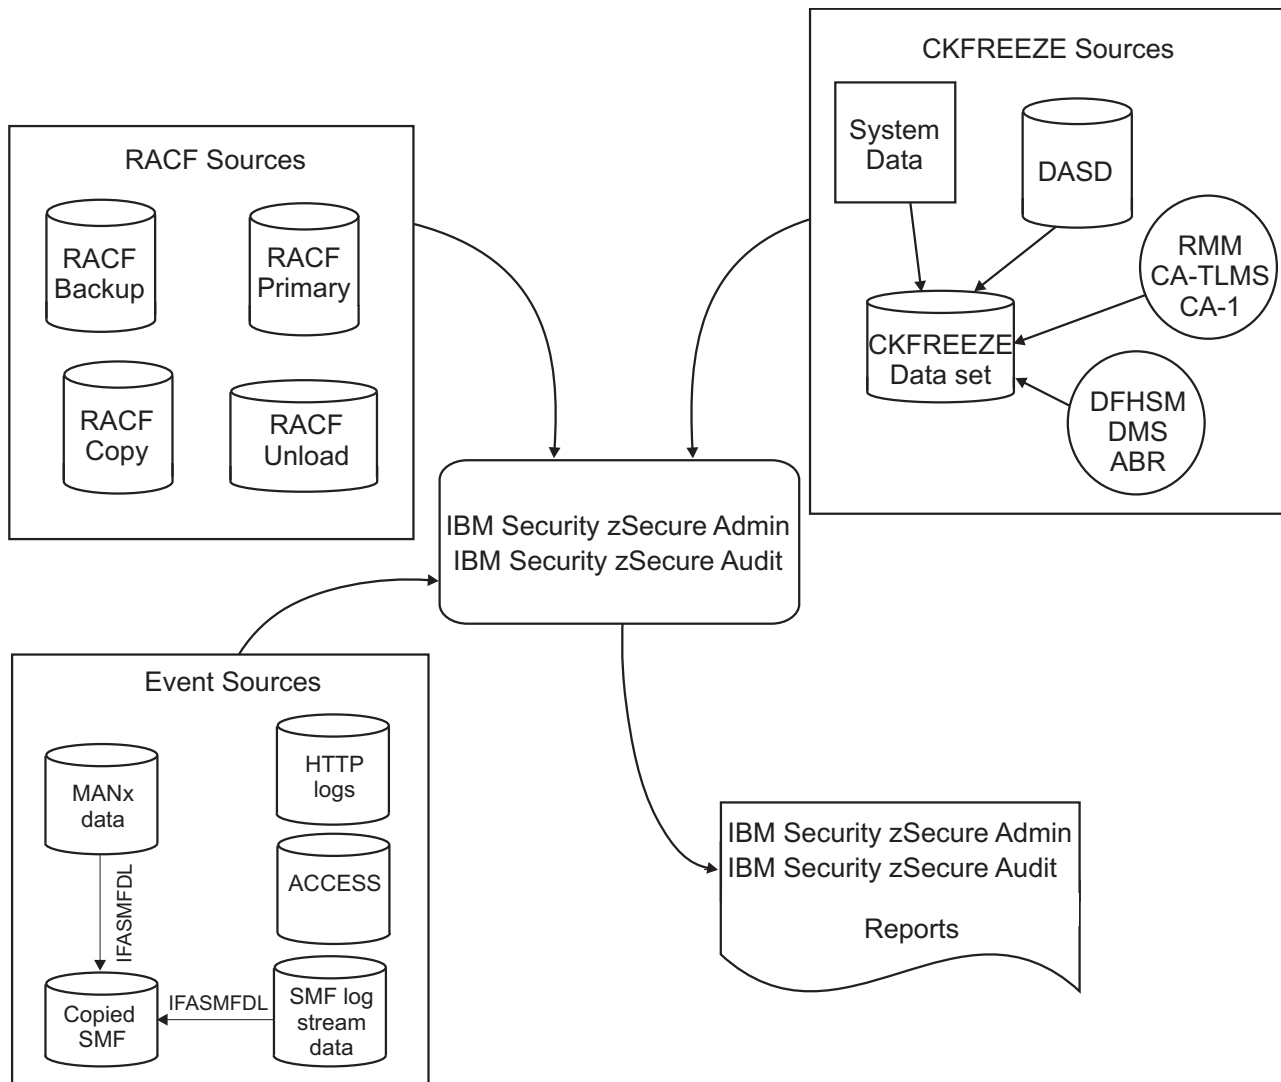 CKFREEZE Sources
System
Data
DASD
RMM
CA-TLMS
CA-1
CKFREEZE
Data set
DFHSM
DMS
ABR
RACF Sources
RACF
Backup
RACF
Primary
RACF
Copy
RACF
Unload
IBM Security zSecure Admin
IBM Security zSecure Audit
Event Sources
MANx
data
HTTP
logs
ACCESS
IFASMFDL
Copied
SMF
IFASMFDL
SMF log
stream
data
IBM Security zSecure Admin
IBM Security zSecure Audit
Reports